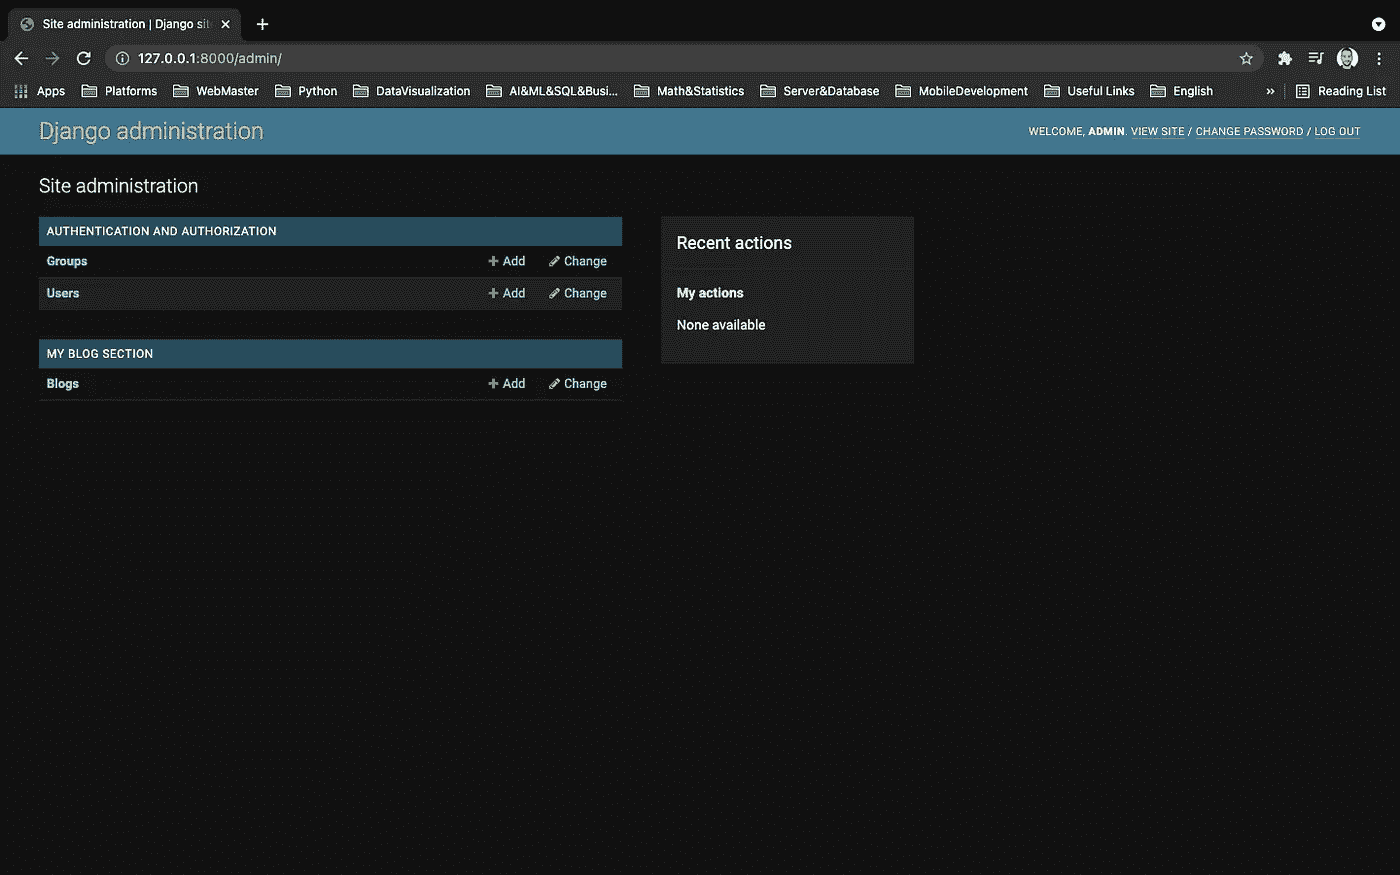 Site administration | Django sit
127.0.0.1:8000/admin/
Apps Platforms WebMaster Python DataVisualization AI&ML&SQL&Busi... Math&Statistics Server&Database MobileDevelopment Useful Links English » Reading List
Django administration
WELCOME, ADMIN. VIEW SITE / CHANGE PASSWORD / LOG OUT
Site administration
AUTHENTICATION AND AUTHORIZATION
Groups + Add Change
Users + Add Change
MY BLOG SECTION
Blogs + Add Change
Recent actions
My actions
None available